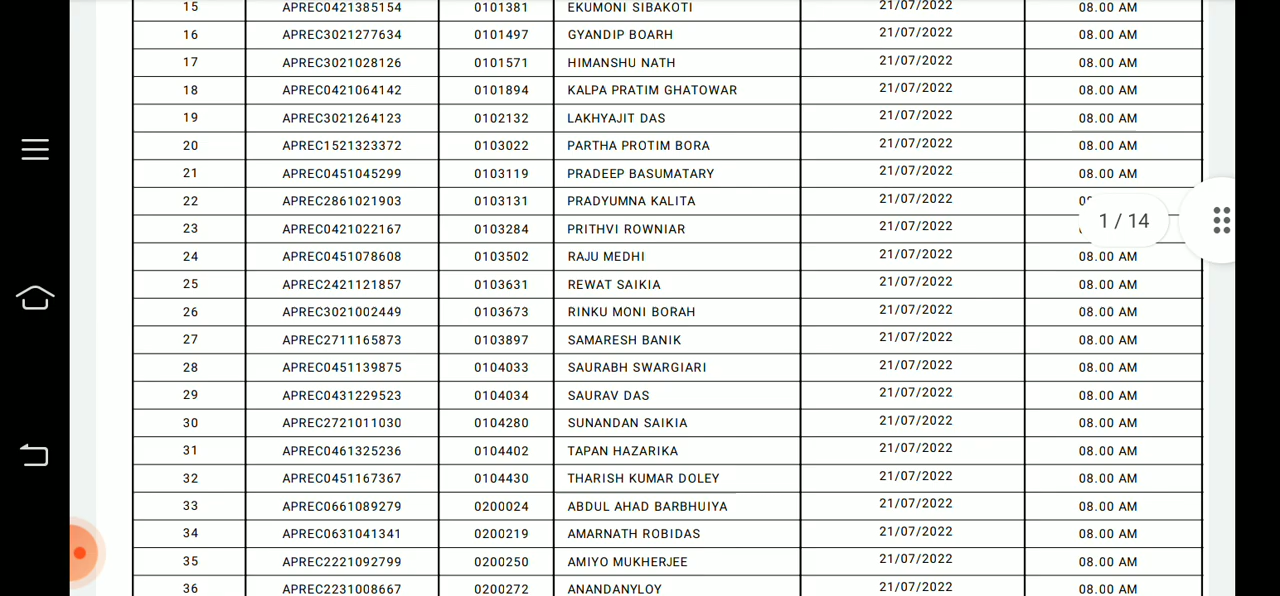 15 APREC0421385154 0101381 EKUMONI SIBAKOTI 21/07/2022 08.00 AM
16 APREC3021277634 0101497 GYANDIP BOARH 21/07/2022 08.00 AM
17 APREC3021028126 0101571 HIMANSHU NATH 21/07/2022 08.00 AM
18 APREC0421064142 0101894 KALPA PRATIM GHATOWAR 21/07/2022 08.00 AM
19 APREC3021264123 0102132 LAKHYAJIT DAS 21/07/2022 08.00 AM
20 APREC1521323372 0103022 PARTHA PROTIM BORA 21/07/2022 08.00 AM
21 APREC0451045299 0103119 PRADEEP BASUMATARY 21/07/2022 08.00 AM
22 APREC2861021903 0103131 PRADYUMNA KALITA 21/07/2022
23 APREC0421022167 0103284 PRITHVI ROWNIAR 21/07/2022 1 / 14
24 APREC0451078608 0103502 RAJU MEDHI 21/07/2022 08.00 AM
25 APREC2421121857 0103631 REWAT SAIKIA 21/07/2022 08.00 AM
26 APREC3021002449 0103673 RINKU MONI BORAH 21/07/2022 08.00 AM
27 APREC2711165873 0103897 SAMARESH BANIK 21/07/2022 08.00 AM
28 APREC0451139875 0104033 SAURABH SWARGIARI 21/07/2022 08.00 AM
29 APREC0431229523 0104034 SAURAV DAS 21/07/2022 08.00 AM
30 APREC2721011030 0104280 SUNANDAN SAIKIA 21/07/2022 08.00 AM
31 APREC0461325236 0104402 TAPAN HAZARIKA 21/07/2022 08.00 AM
32 APREC0451167367 0104430 THARISH KUMAR DOLEY 21/07/2022 08.00 AM
33 APREC0661089279 0200024 ABDUL AHAD BARBHUIYA 21/07/2022 08.00 AM
34 APREC0631041341 0200219 AMARNATH ROBIDAS 21/07/2022 08.00 AM
35 APREC2221092799 0200250 AMIYO MUKHERJEE 21/07/2022 08.00 AM
36 APREC2231008667 0200272 ANANDANYLOY 21/07/2022 08.00 AM